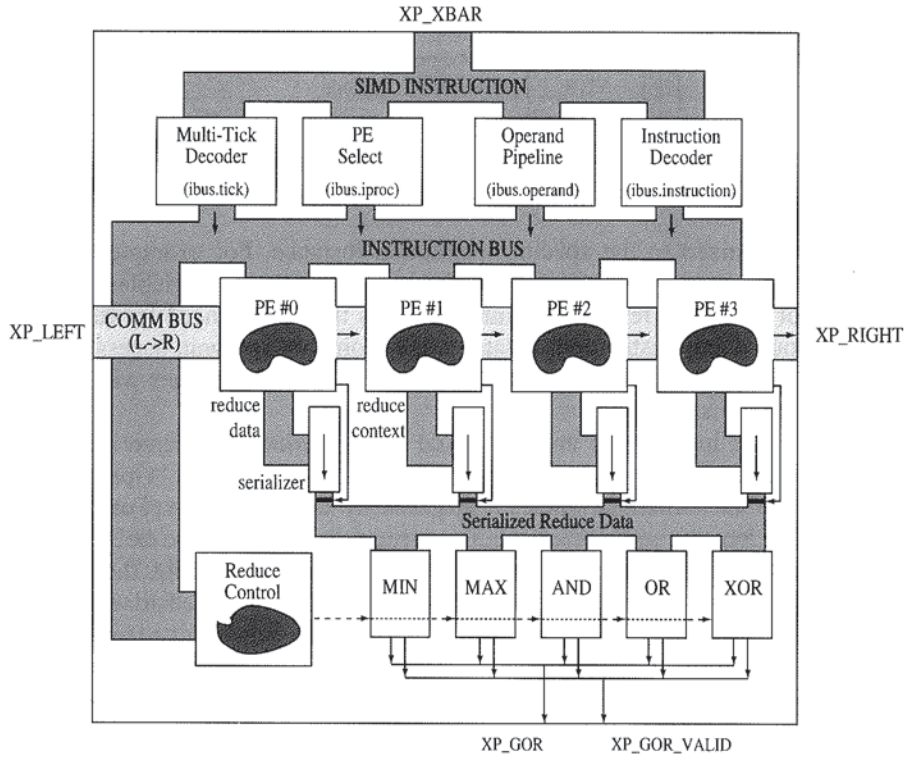 XP_XBAR
SIMD INSTRUCTION
Multi-Tick
Decoder
(ibus.tick)
PE
Select
(ibus.iproc)
Operand
Pipeline
(ibus.operand)
Instruction
Decoder
(ibus.instruction)
INSTRUCTION BUS
XP_LEFT
COMM BUS
(L->R)
PE #0
PE #1
PE #2
PE #3
XP_RIGHT
reduce
data
reduce
context
serializer
Serialized Reduce Data
Reduce
Control
MIN
MAX
AND
OR
XOR
XP_GOR
XP_GOR_VALID